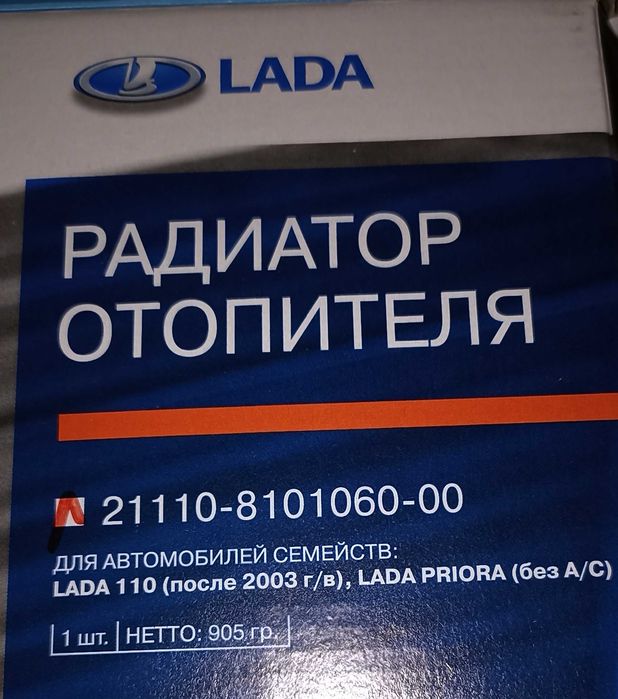 LADA
РАДИАТОР
ОТОПИТЕЛЯ
21110-8101060-00
ДЛЯ АВТОМОБИЛЕЙ СЕМЕЙСТВ:
LADA 110 (после 2003 г/в), LADA PRIORA (без А/С)
1 шт. НЕТТО: 905 гр.